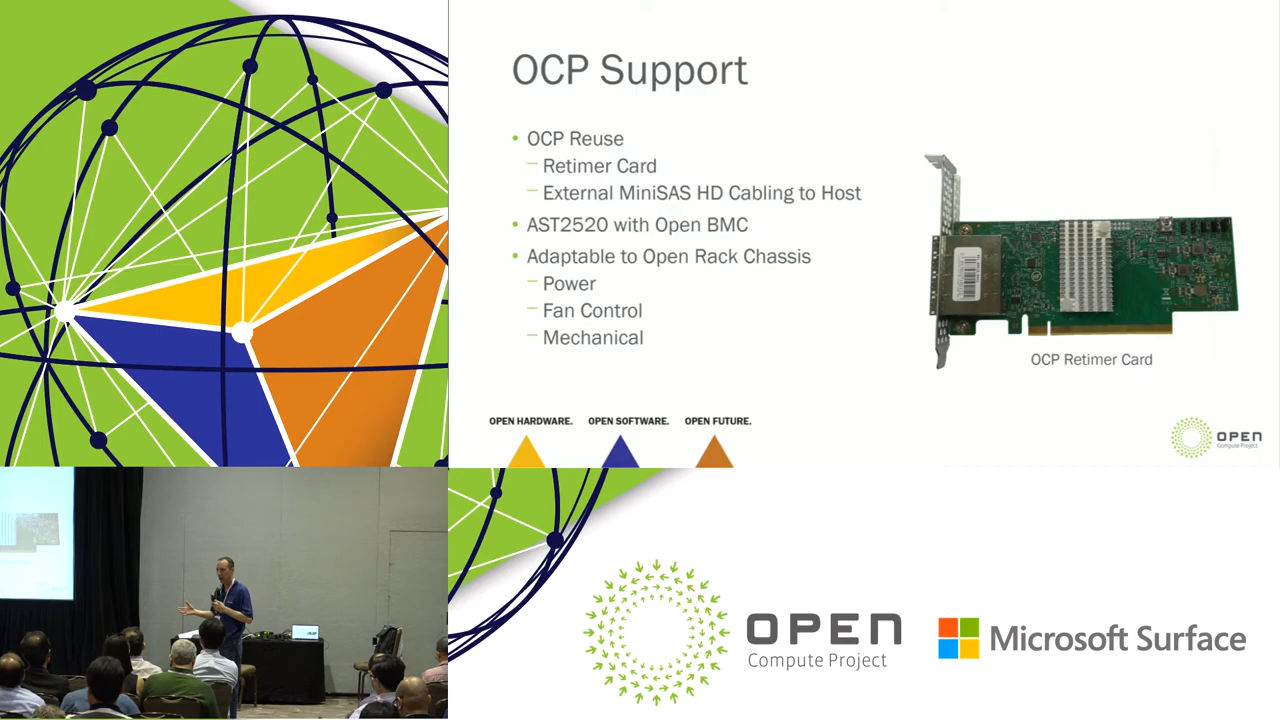 OCP Support
• OCP Reuse
– Retimer Card
– External MiniSAS HD Cabling to Host
• AST2520 with Open BMC
• Adaptable to Open Rack Chassis
– Power
– Fan Control
– Mechanical
OCP Retimer Card
OPEN HARDWARE. OPEN SOFTWARE. OPEN FUTURE.
OPEN
Compute Project
OPEN
Compute Project
Microsoft Surface